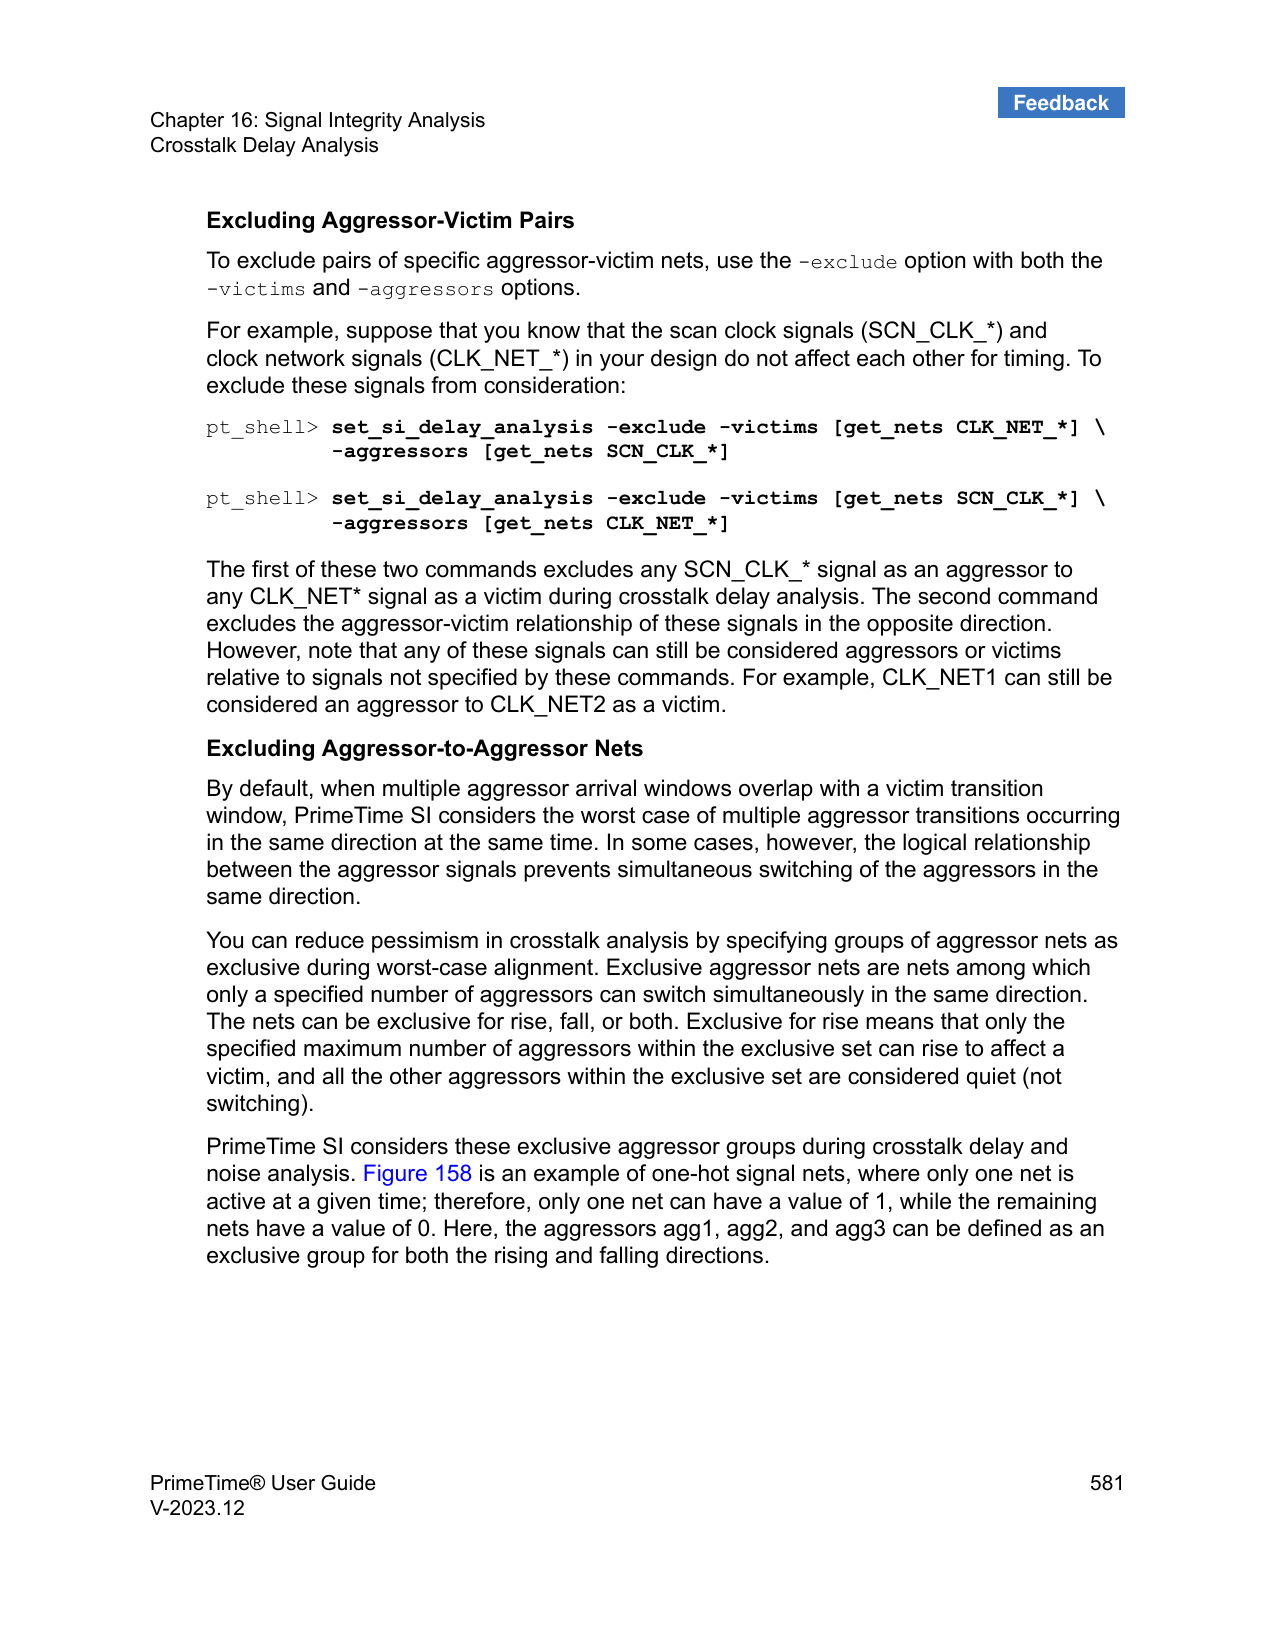 Feedback
Chapter 16: Signal Integrity Analysis
Crosstalk Delay Analysis
Excluding Aggressor-Victim Pairs
To exclude pairs of specific aggressor-victim nets, use the -exclude option with both the
-victims and -aggressors options.
For example, suppose that you know that the scan clock signals (SCN_CLK_*) and
clock network signals (CLK_NET_*) in your design do not affect each other for timing. To
exclude these signals from consideration:
pt_shell> set_si_delay_analysis -exclude -victims [get_nets CLK_NET_*] \
-aggressors [get_nets SCN_CLK_*]
pt_shell> set_si_delay_analysis -exclude -victims [get_nets SCN_CLK_*] \
-aggressors [get_nets CLK_NET_*]
The first of these two commands excludes any SCN_CLK_* signal as an aggressor to
any CLK_NET* signal as a victim during crosstalk delay analysis. The second command
excludes the aggressor-victim relationship of these signals in the opposite direction.
However, note that any of these signals can still be considered aggressors or victims
relative to signals not specified by these commands. For example, CLK_NET1 can still be
considered an aggressor to CLK_NET2 as a victim.
Excluding Aggressor-to-Aggressor Nets
By default, when multiple aggressor arrival windows overlap with a victim transition
window, PrimeTime SI considers the worst case of multiple aggressor transitions occurring
in the same direction at the same time. In some cases, however, the logical relationship
between the aggressor signals prevents simultaneous switching of the aggressors in the
same direction.
You can reduce pessimism in crosstalk analysis by specifying groups of aggressor nets as
exclusive during worst-case alignment. Exclusive aggressor nets are nets among which
only a specified number of aggressors can switch simultaneously in the same direction.
The nets can be exclusive for rise, fall, or both. Exclusive for rise means that only the
specified maximum number of aggressors within the exclusive set can rise to affect a
victim, and all the other aggressors within the exclusive set are considered quiet (not
switching).
PrimeTime SI considers these exclusive aggressor groups during crosstalk delay and
noise analysis. Figure 158 is an example of one-hot signal nets, where only one net is
active at a given time; therefore, only one net can have a value of 1, while the remaining
nets have a value of 0. Here, the aggressors agg1, agg2, and agg3 can be defined as an
exclusive group for both the rising and falling directions.
PrimeTime® User Guide
V-2023.12
581